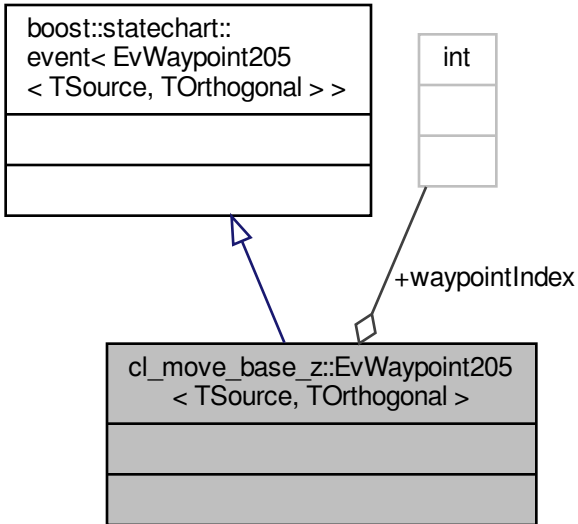 boost::statechart::
event< EvWaypoint205
< TSource, TOrthogonal > >
int
+waypointIndex
cl_move_base_z::EvWaypoint205
< TSource, TOrthogonal >